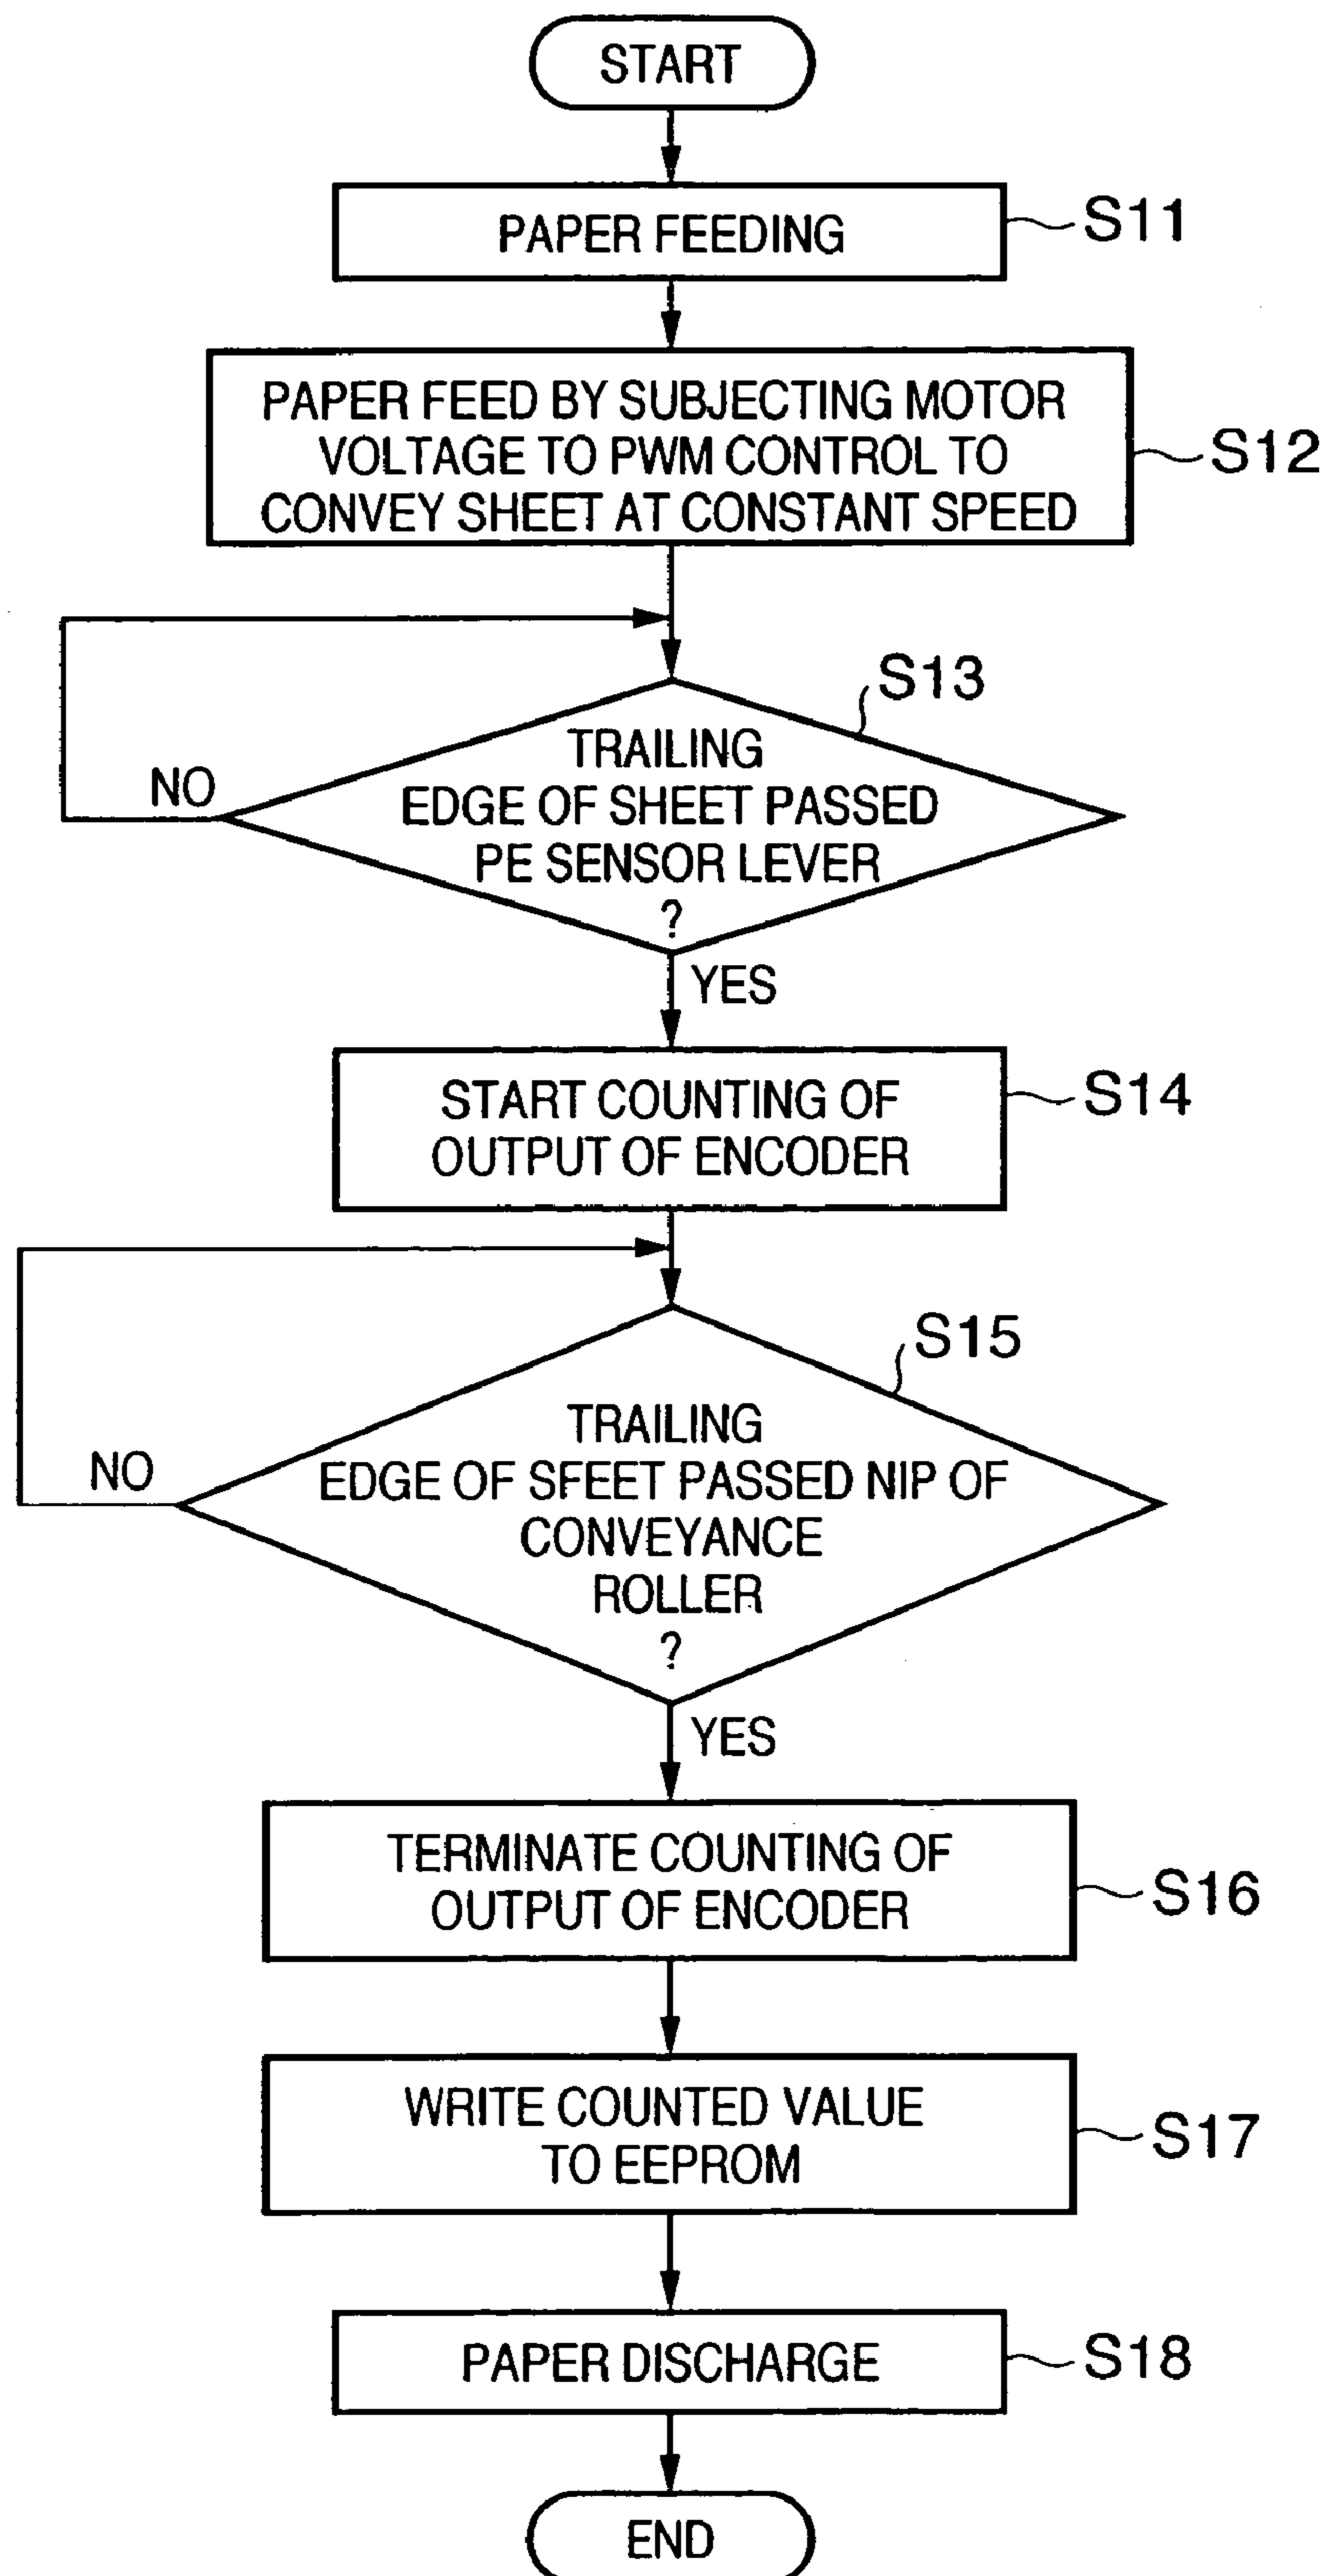 START
PAPER FEEDING
S11
PAPER FEED BY SUBJECTING MOTOR
VOLTAGE TO PWM CONTROL TO
CONVEY SHEET AT CONSTANT SPEED
S12
S13
TRAILING
EDGE OF SHEET PASSED
PE SENSOR LEVER
?
NO
YES
START COUNTING OF
OUTPUT OF ENCODER
S14
S15
TRAILING
EDGE OF SFEET PASSED NIP OF
CONVEYANCE
ROLLER
?
NO
YES
TERMINATE COUNTING OF
OUTPUT OF ENCODER
S16
WRITE COUNTED VALUE
TO EEPROM
S17
PAPER DISCHARGE
S18
END